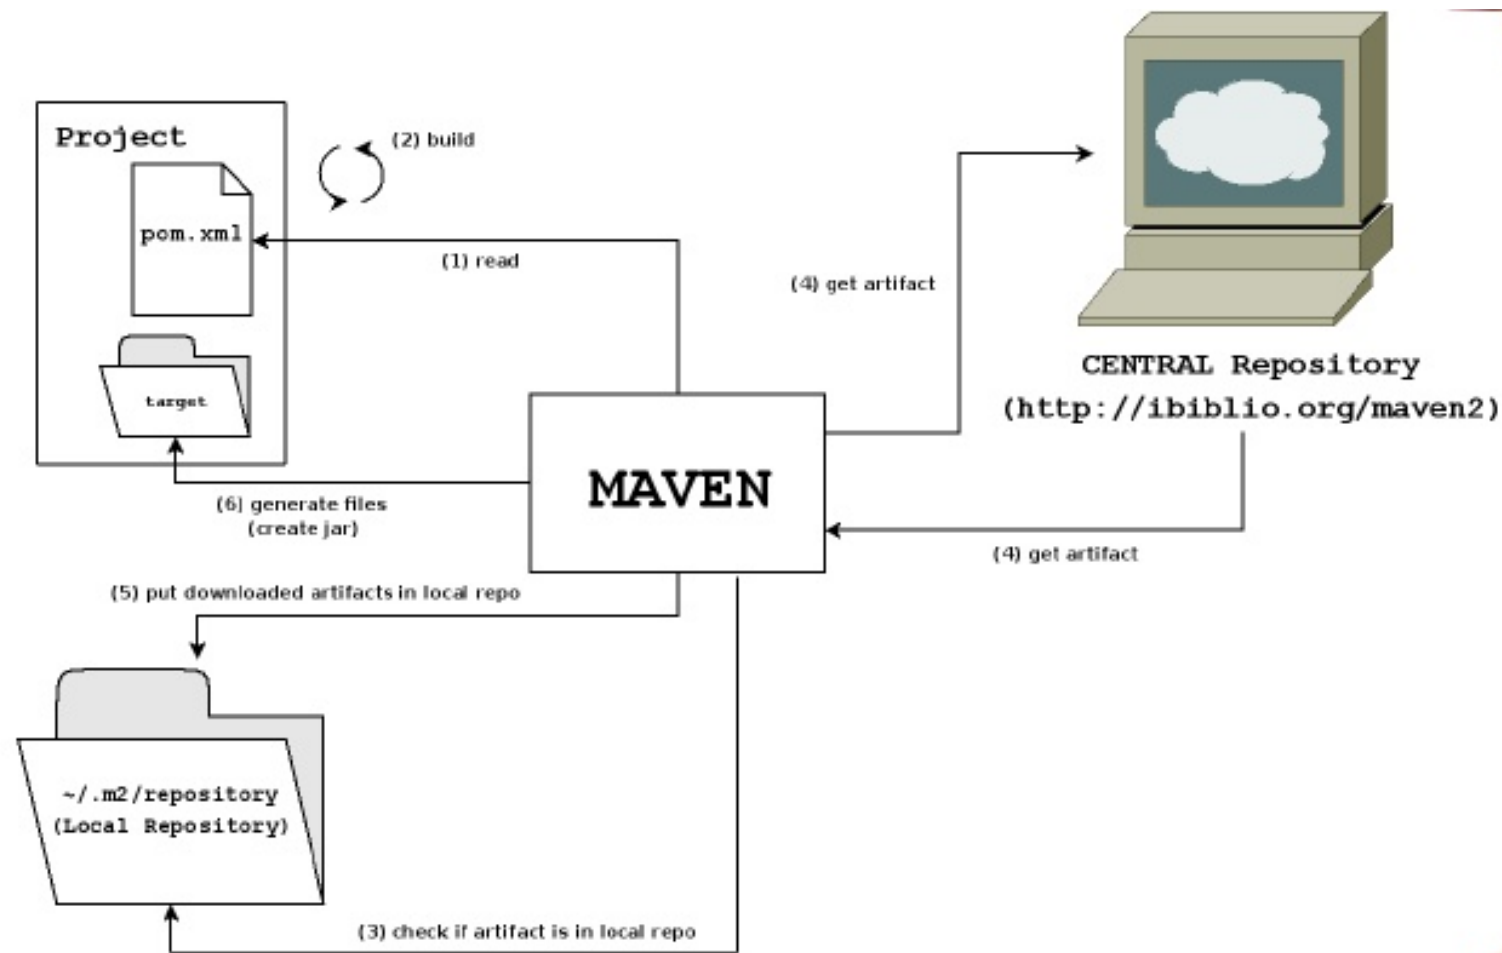 Project
(2) build
pom.xml
(1) read
(4) get artifact
target
CENTRAL Repository
(http://ibiblio.org/maven2)
MAVEN
(6) generate files
(create jar)
(4) get artifact
(5) put downloaded artifacts in local repo
~/.m2/repository
(Local Repository)
(3) check if artifact is in local repo